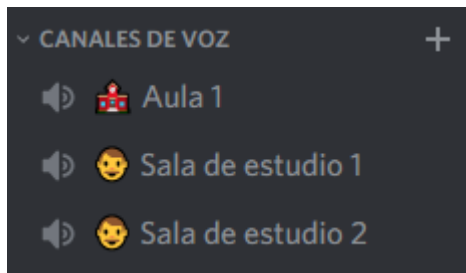 CANALES DE VOZ
Aula 1
Sala de estudio 1
Sala de estudio 2